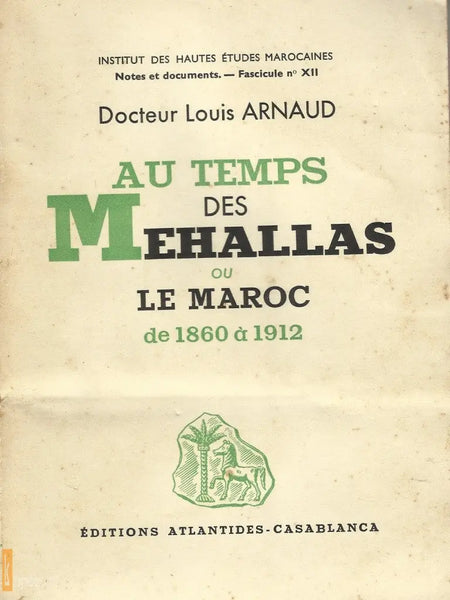 INSTITUT DES HAUTES ÉTUDES MAROCAINES
Notes et documents. — Fascicule nº XII
Docteur Louis ARNAUD
AU TEMPS
DES
MEHALLAS
OU
LE MAROC
de 1860 à 1912
ÉDITIONS ATLANTIDES-CASABLANCA